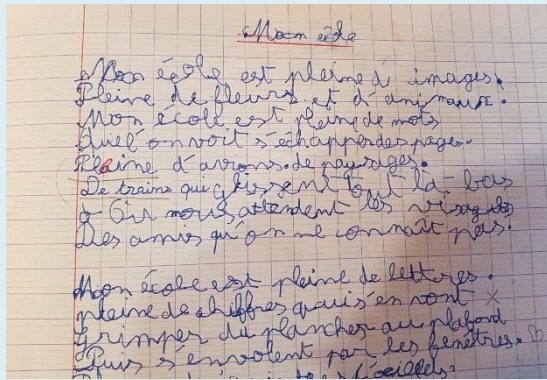 Mon école
Mon école est pleine d'images.
Pleine de fleurs et d'animaux.
Mon école est pleine de mots
Que l'on voit s'échapper des pages.
Pleine d'avions. de paysages.
De trains qui glissent tout là-bas
Où nous attendent les visages
Des amis qu'on ne connaît pas.
Mon école est pleine de lettres.
pleine de chiffres qui s'en vont
grimper du plancher au plafond
Puis s'envolent par les fenêtres.